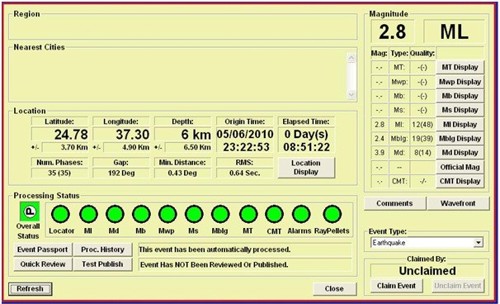 Region
Nearest Cities
Location
Latitude: Longitude: Depth: Origin Time: Elapsed Time:
24.78 37.30 6 km 05/06/2010 0 Day(s)
+/- 3.70 Km +/- 4.90 Km +/- 6.50 Km 23:22:53 08:51:22
Num. Phases: Gap: Min. Distance: RMS: Location Display
35 (35) 192 Deg 0.43 Deg 0.64 Sec.
Processing Status
P
Overall Status
Locator Ml Md Mb Mwp Ms Mblg MT CMT Alarms RayPellets
Event Passport Proc. History This event has been automatically processed.
Quick Review Test Publish Event Has NOT Been Reviewed Or Published.
Refresh Close
Magnitude
2.8 ML
Mag: Type: Quality:
-.- MT: -(-) MT Display
-.- Mwp: -(-) Mwp Display
-.- Mb: -(-) Mb Display
-.- Ms: -(-) Ms Display
2.8 Ml: 12(48) Ml Display
2.4 Mblg: 19(39) Mblg Display
3.9 Md: 8(14) Md Display
-.- -- Official Mag
-.- CMT: -/- CMT Display
Comments Wavefront
Event Type:
Earthquake
Claimed By:
Unclaimed
Claim Event Unclaim Event